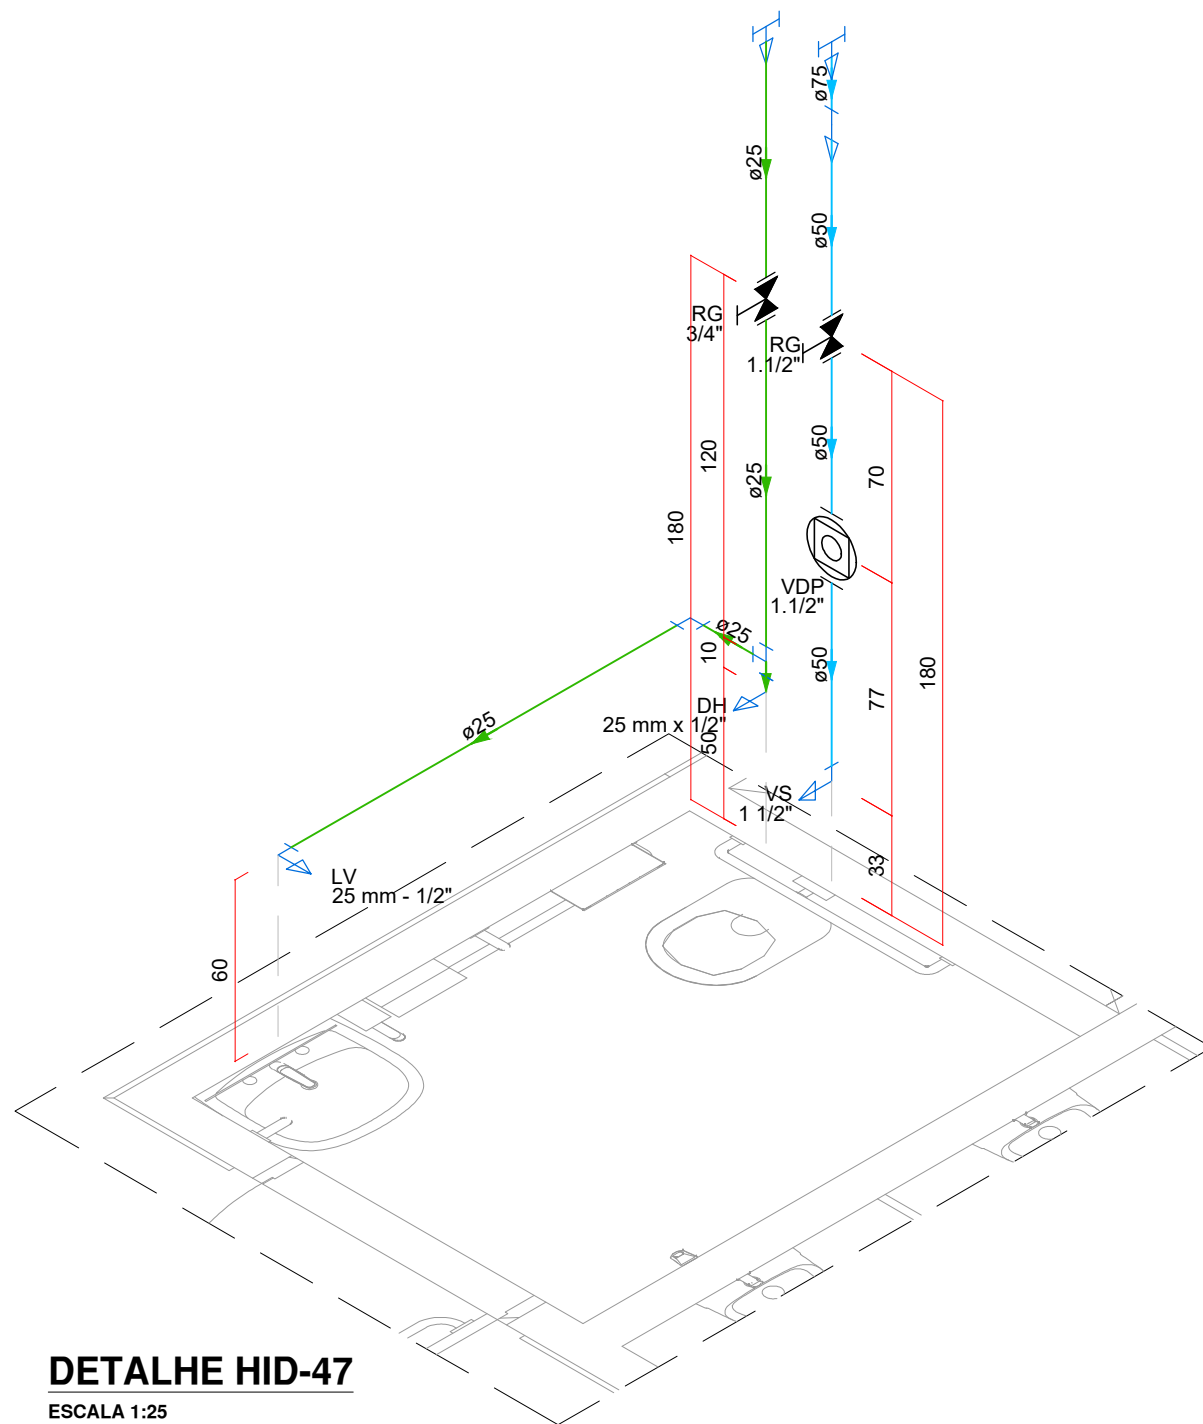 ø75
ø25
ø50
RG
3/4"
RG
1.1/2"
120
ø50
70
ø25
180
VDP
1.1/2"
ø25
10
ø50
180
77
DH
25 mm x 1/2"
ø25
50
VS
1 1/2"
33
LV
25 mm - 1/2"
60
DETALHE HID-47
ESCALA 1:25